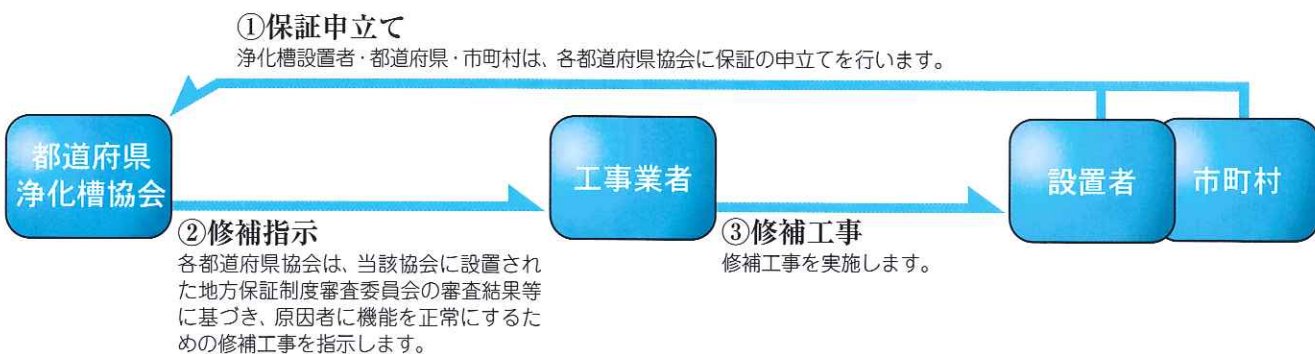 ①保証申立て
浄化槽設置者・都道府県・市町村は、各都道府県協会に保証の申立てを行います。
都道府県
浄化槽協会
工事業者
設置者
市町村
②修補指示
各都道府県協会は、当該協会に設置され
た地方保証制度審査委員会の審査結果等
に基づき、原因者に機能を正常にするた
めの修補工事を指示します。
③修補工事
修補工事を実施します。